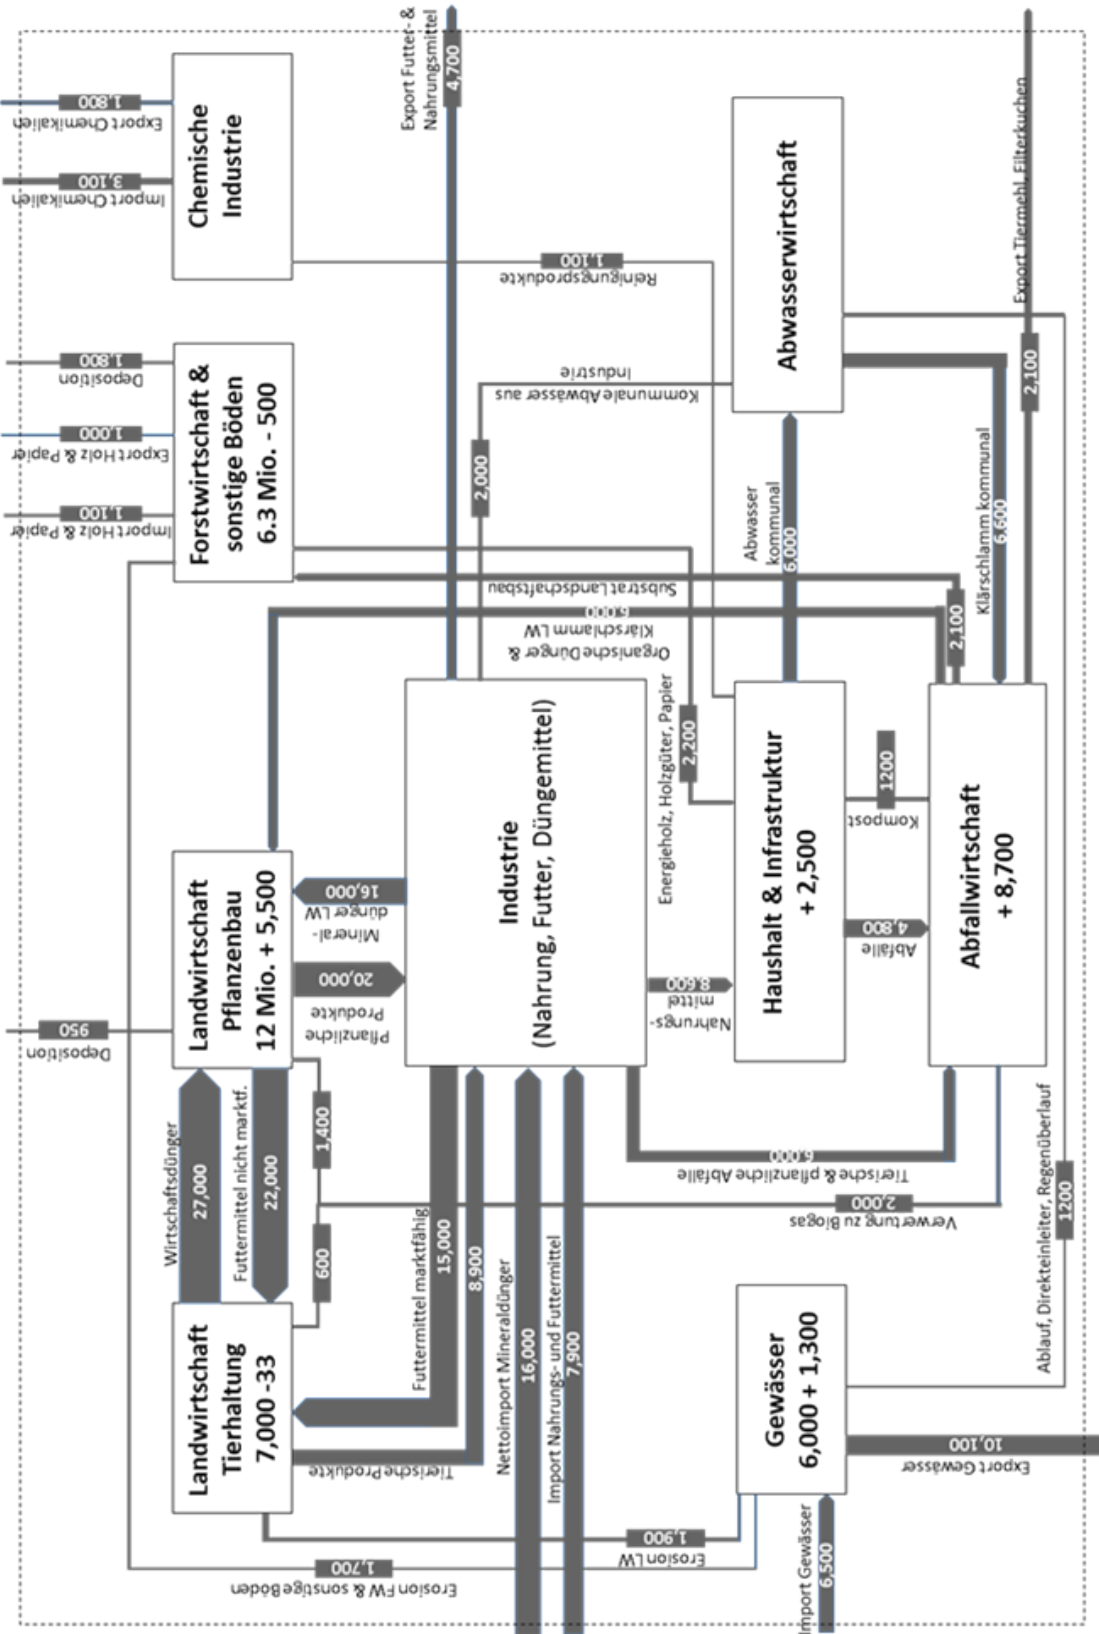 Export Chemikalien
1,800
Import Chemikalien
3,100
Chemische
Industrie
Export Futter- &
Nahrungsmittel
4,700
Reinigungsprodukte
1,100
Abwasserwirtschaft
Export Tiermehl, Filterkuchen
2,100
Deposition
1,800
Export Holz & Papier
1,000
Import Holz & Papier
1,100
Forstwirtschaft &
sonstige Böden
6.3 Mio. - 500
Kommunale Abwässer aus
Industrie
2,000
Abwasser
kommunal
6,000
Klärschlamm kommunal
6,600
Substrat Landschaftsbau
2,100
Organische Dünger &
Klärschlamm LW
6,000
Energieholz, Holzgüter, Papier
2,200
Deposition
950
Landwirtschaft
Pflanzenbau
12 Mio. + 5,500
Mineral-
dünger LW
16,000
Pflanzliche
Produkte
20,000
Industrie
(Nahrung, Futter, Düngemittel)
Nahrungs-
mittel
8,600
Haushalt & Infrastruktur
+ 2,500
Kompost
1200
Abfälle
4,800
Abfallwirtschaft
+ 8,700
Wirtschaftsdünger
27,000
Futtermittel nicht marktf.
22,000
1,400
600
Futtermittel marktfähig
15,000
8,900
Tierische Produkte
Nettoimport Mineraldünger
16,000
Import Nahrungs- und Futtermittel
7,900
Tierische & pflanzliche Abfälle
6,000
Verwertung zu Biogas
2,000
Ablauf, Direkteinleiter, Regenüberlauf
1200
Landwirtschaft
Tierhaltung
7,000 -33
Gewässer
6,000 + 1,300
Export Gewässer
10,100
Import Gewässer
6,500
Erosion LW
1,900
Erosion FW & sonstige Böden
1,700